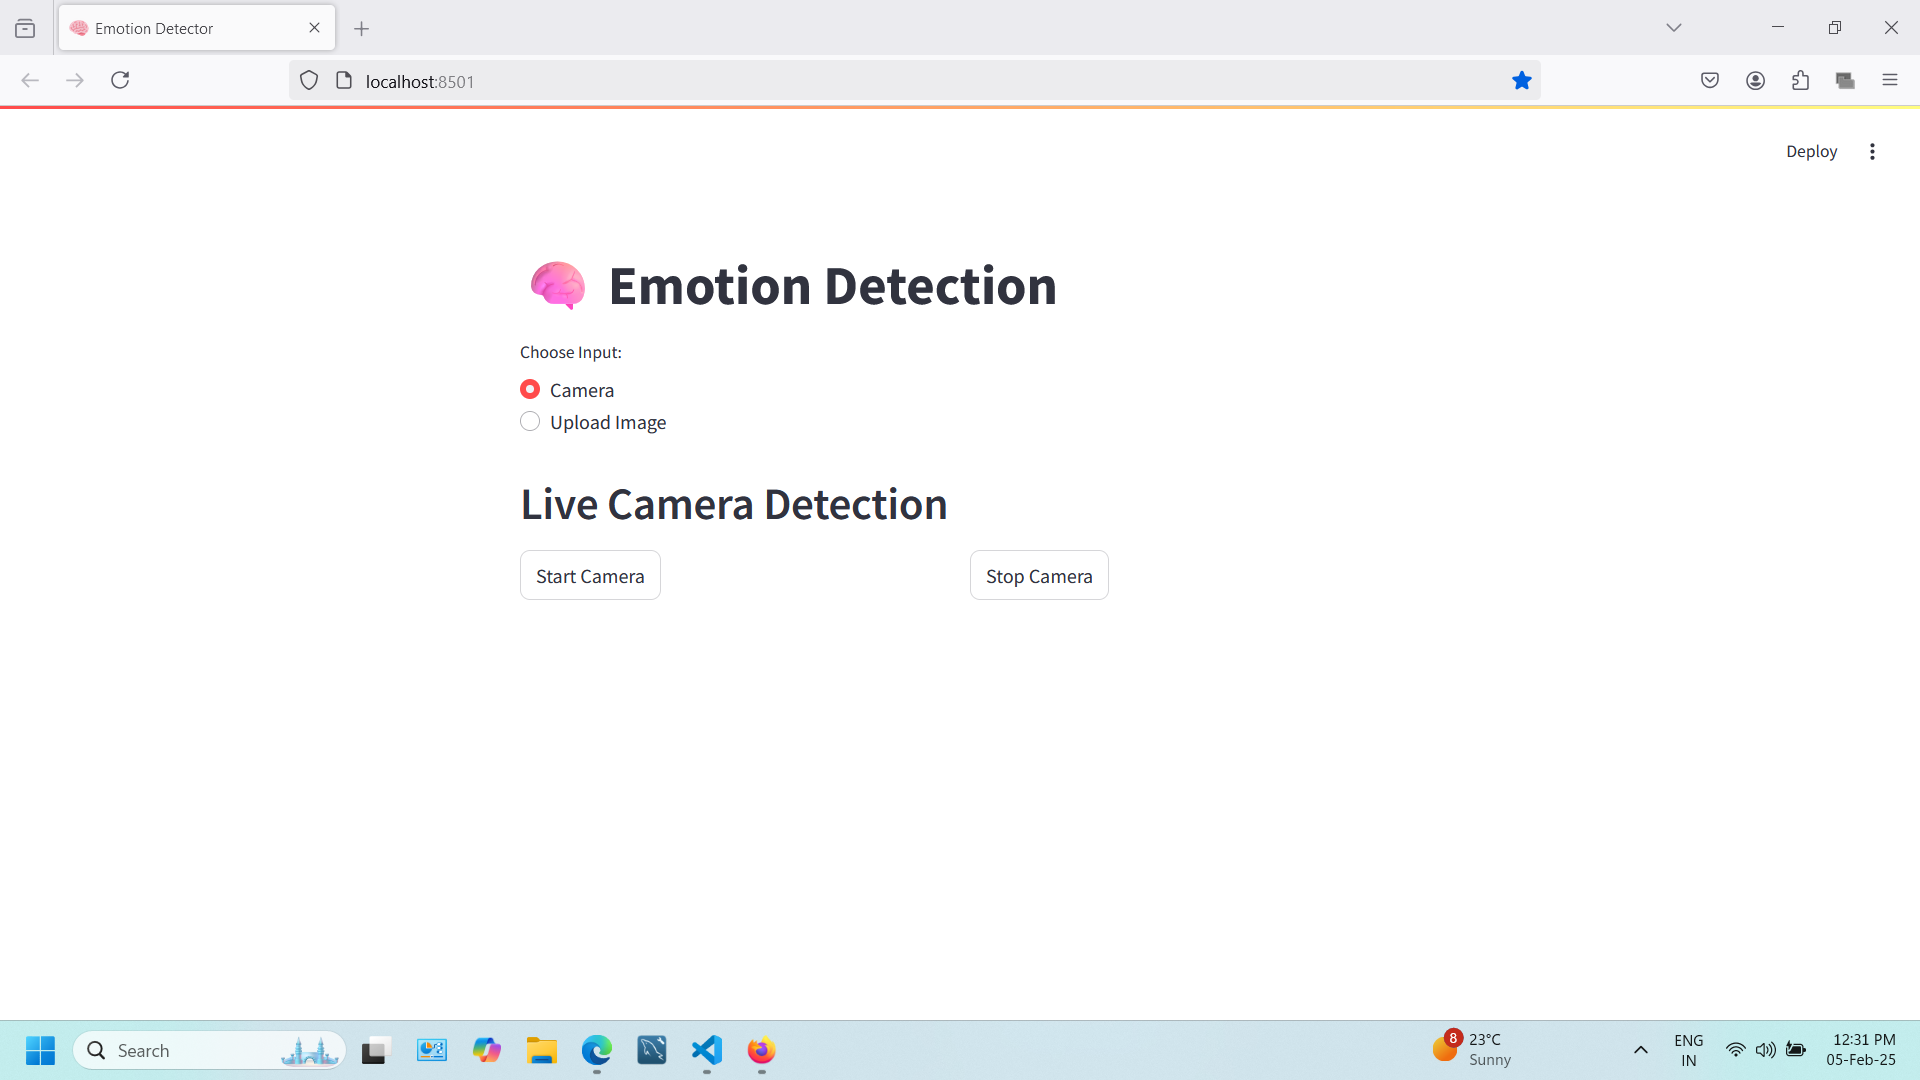 Emotion Detector
localhost:8501
Deploy
Emotion Detection
Choose Input:
Camera
Upload Image
Live Camera Detection
Start Camera
Stop Camera
Search
8
23°C
Sunny
ENG
IN
12:31 PM
05-Feb-25